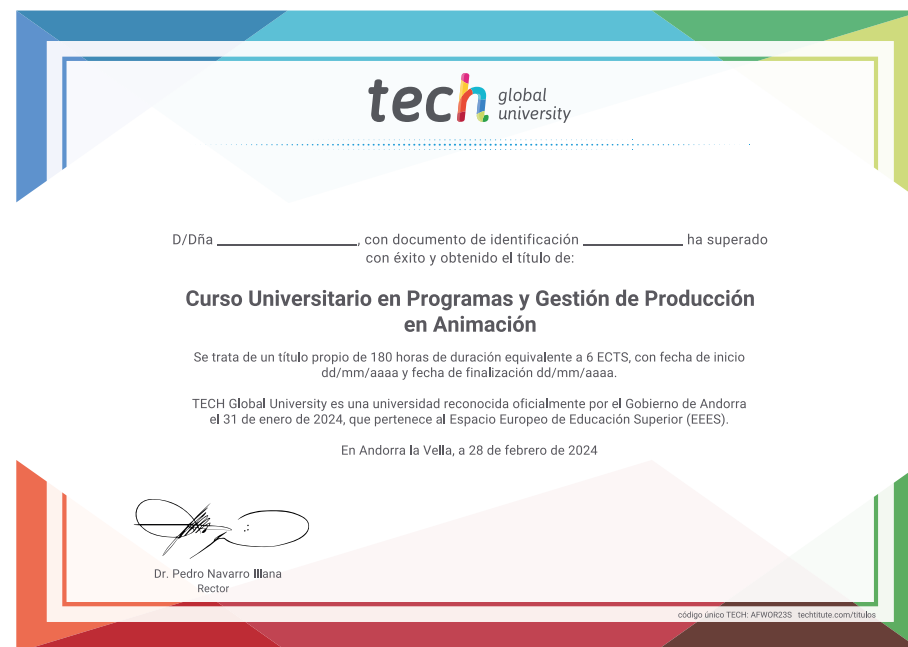 tech global university
D/Dña ____________________, con documento de identificación ______________ ha superado
con éxito y obtenido el título de:
Curso Universitario en Programas y Gestión de Producción
en Animación
Se trata de un título propio de 180 horas de duración equivalente a 6 ECTS, con fecha de inicio
dd/mm/aaaa y fecha de finalización dd/mm/aaaa.
TECH Global University es una universidad reconocida oficialmente por el Gobierno de Andorra
el 31 de enero de 2024, que pertenece al Espacio Europeo de Educación Superior (EEES).
En Andorra la Vella, a 28 de febrero de 2024
Dr. Pedro Navarro Illana
Rector
código único TECH: AFWOR23S techtitute.com/titulos